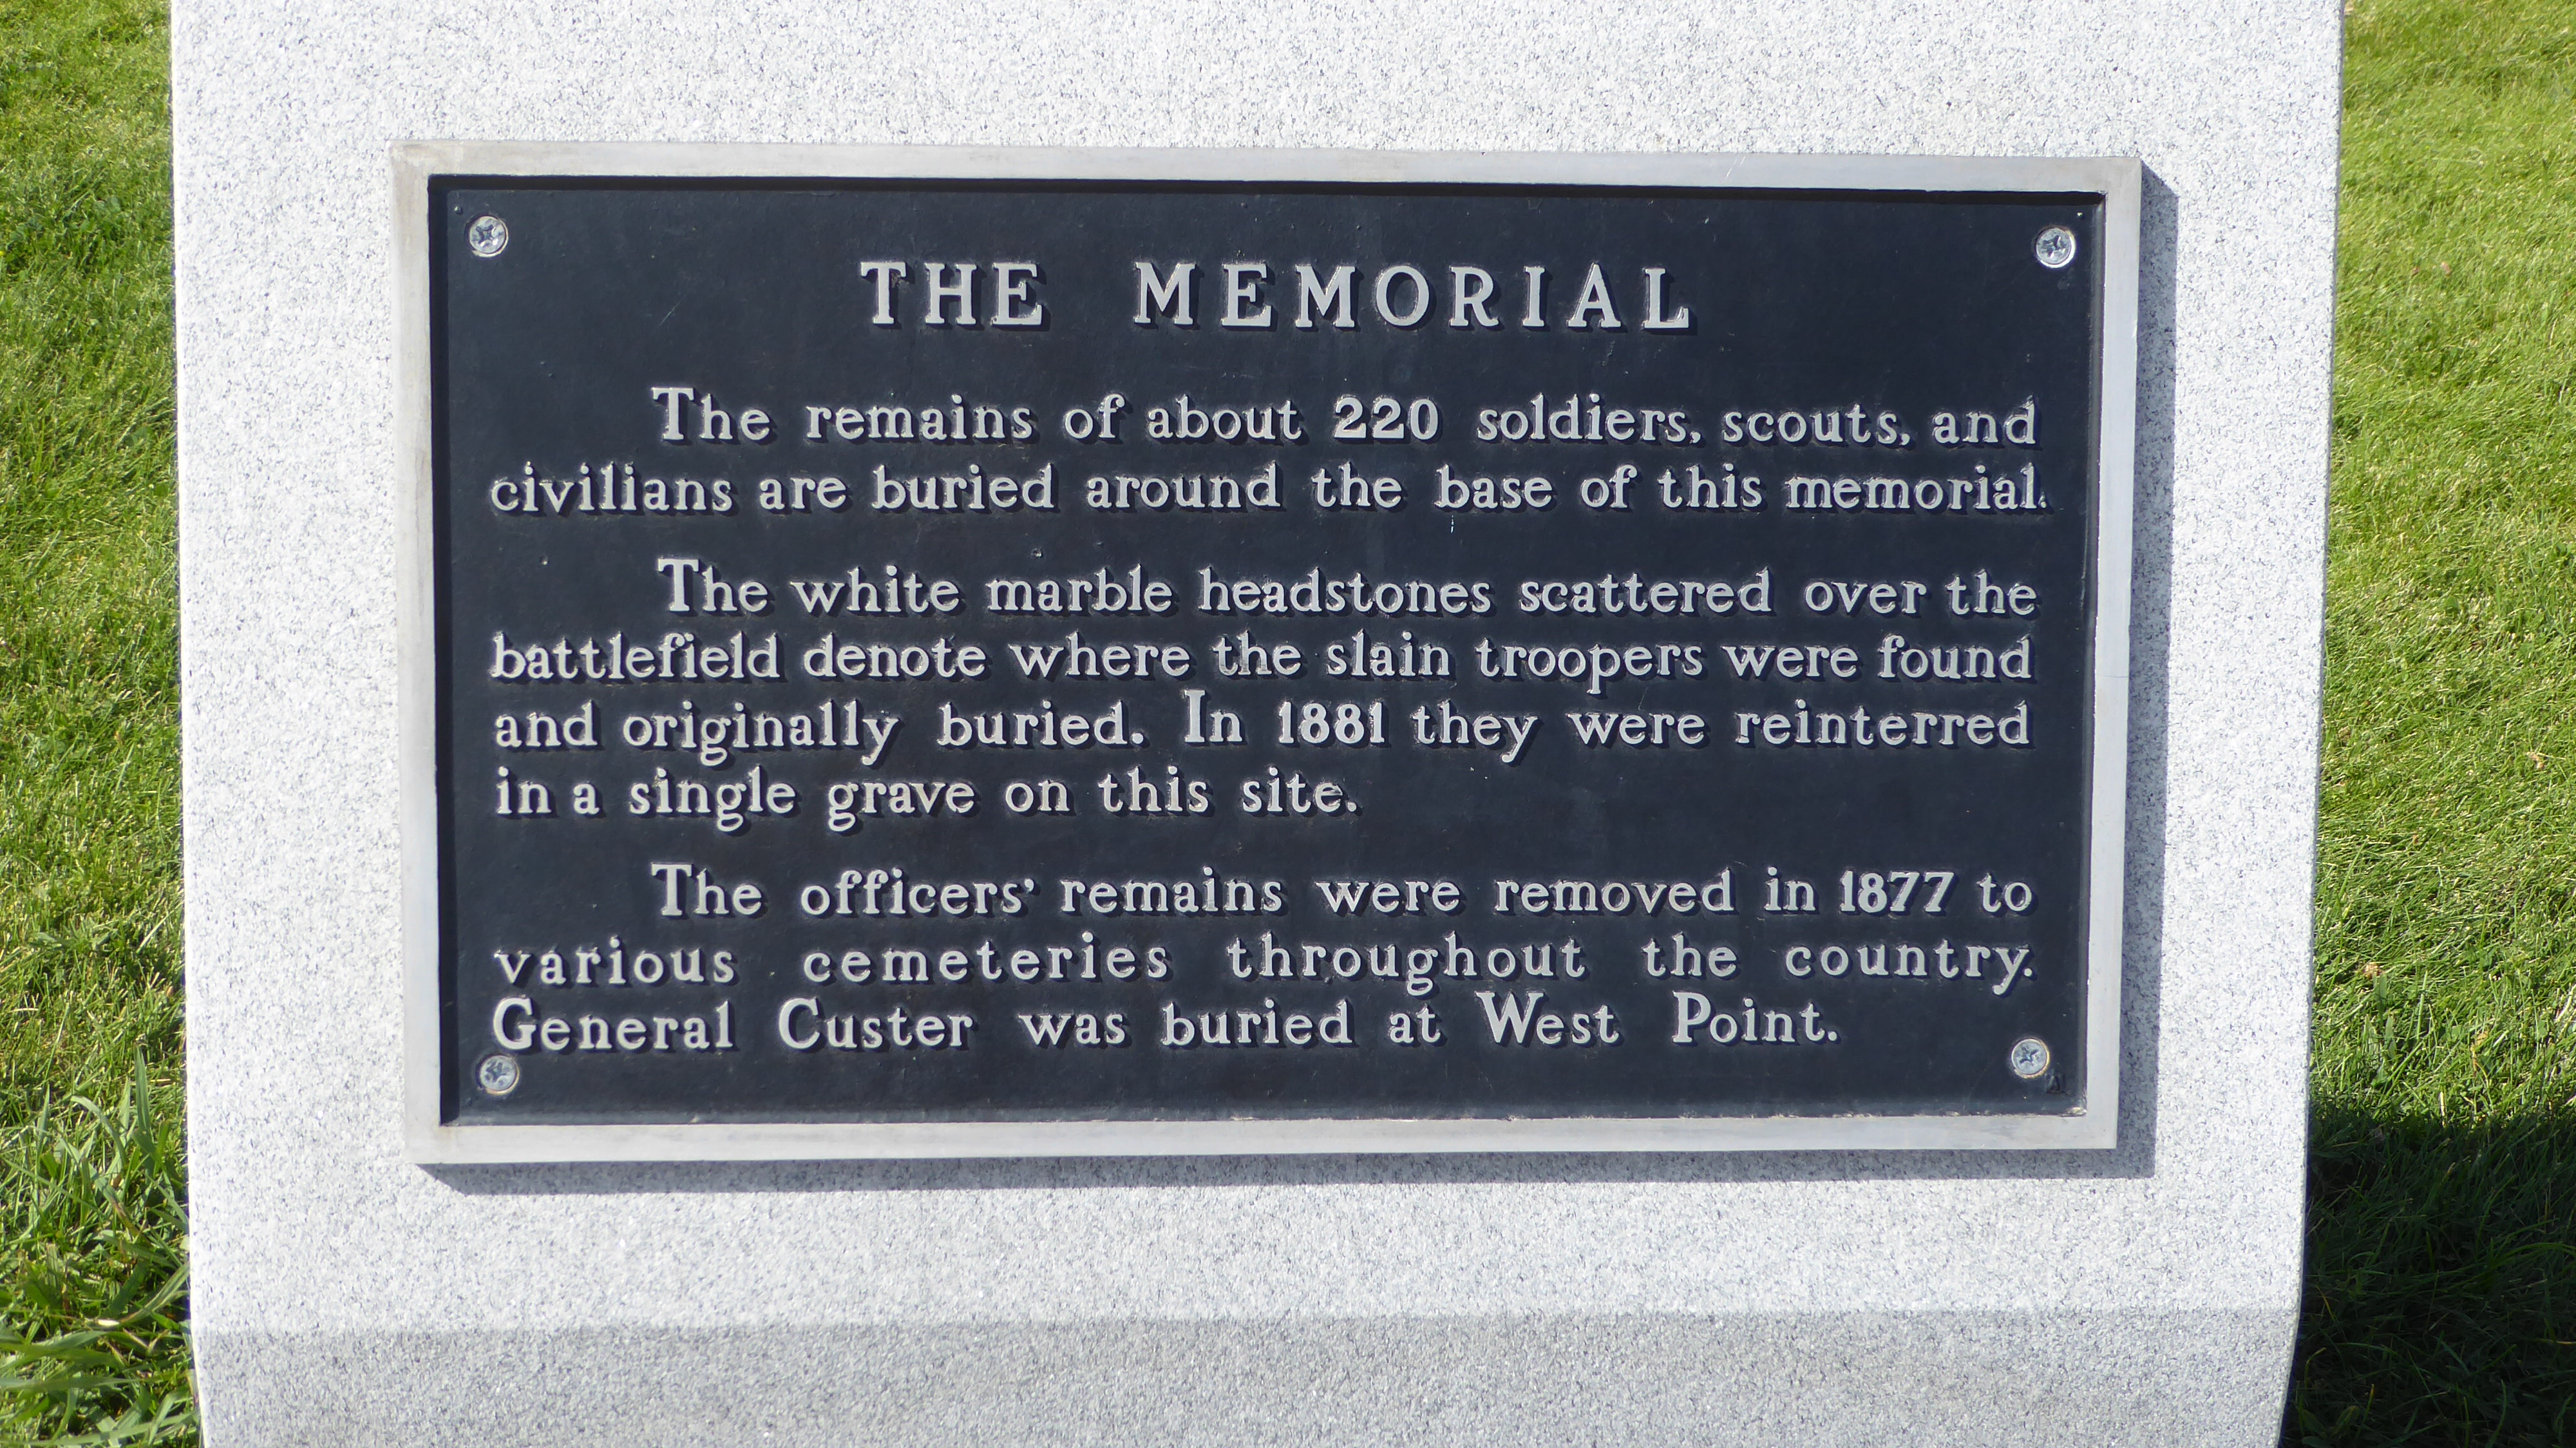 THE MEMORIAL
The remains of about 220 soldiers, scouts, and
civilians are buried around the base of this memorial.
The white marble headstones scattered over the
battlefield denote where the slain troopers were found
and originally buried. In 1881 they were reinterred
in a single grave on this site.
The officers' remains were removed in 1877 to
various cemeteries throughout the country.
General Custer was buried at West Point.